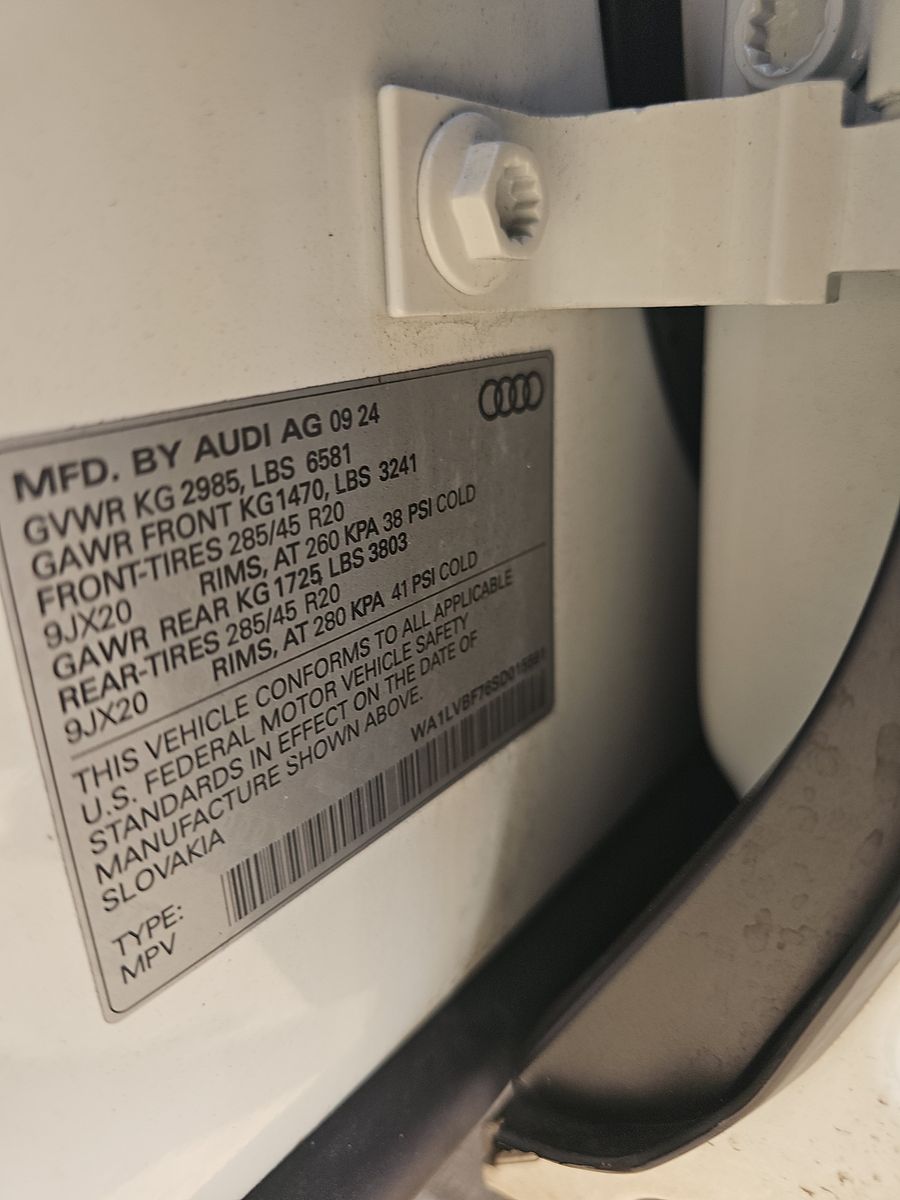 MFD. BY AUDI AG 09 24
GVWR KG 2985, LBS 6581
GAWR FRONT KG1470, LBS 3241
FRONT-TIRES 285/45 R20
9JX20 RIMS, AT 260 KPA 38 PSI COLD
GAWR REAR KG 1725, LBS 3803
REAR-TIRES 285/45 R20
9JX20 RIMS, AT 280 KPA 41 PSI COLD
THIS VEHICLE CONFORMS TO ALL APPLICABLE
U.S. FEDERAL MOTOR VEHICLE SAFETY
STANDARDS IN EFFECT ON THE DATE OF
MANUFACTURE SHOWN ABOVE.
SLOVAKIA
TYPE:
MPV